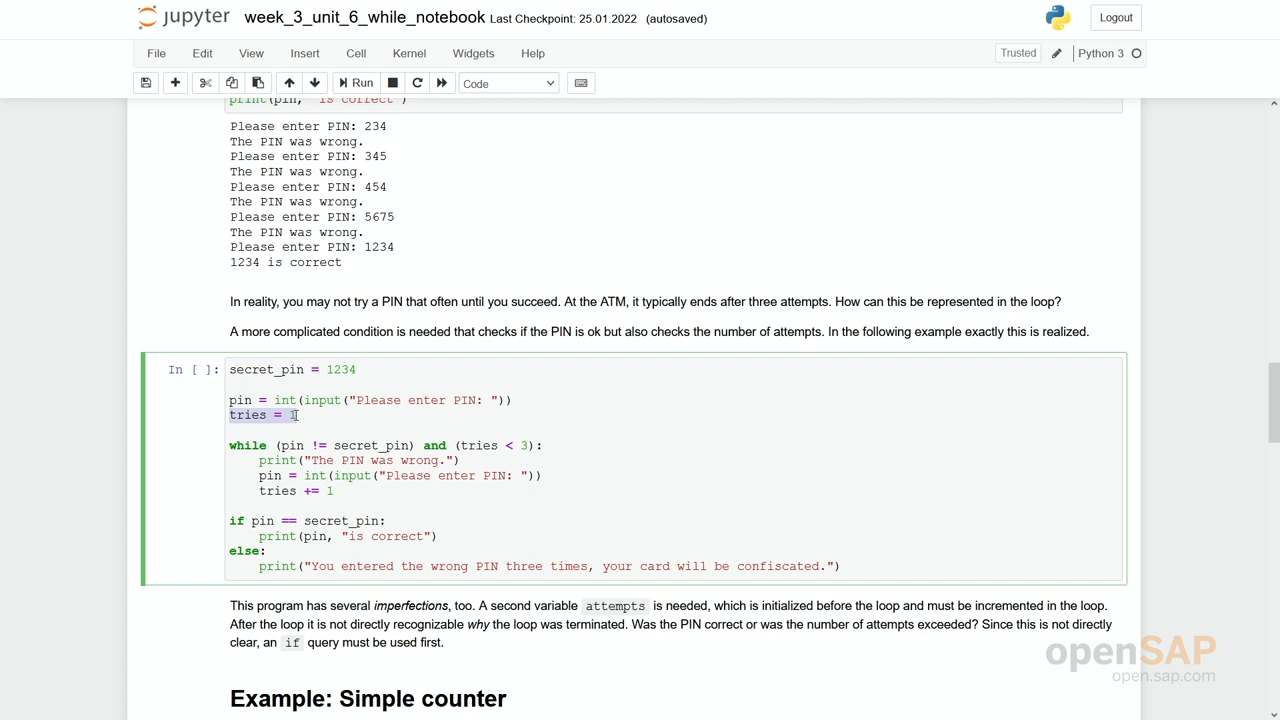 jupyter week_3_unit_6_while_notebook Last Checkpoint: 25.01.2022 (autosaved)
Logout
File Edit View Insert Cell Kernel Widgets Help
Trusted Python 3
Run Code
print(pin, "is correct")
Please enter PIN: 234
The PIN was wrong.
Please enter PIN: 345
The PIN was wrong.
Please enter PIN: 454
The PIN was wrong.
Please enter PIN: 5675
The PIN was wrong.
Please enter PIN: 1234
1234 is correct
In reality, you may not try a PIN that often until you succeed. At the ATM, it typically ends after three attempts. How can this be represented in the loop?
A more complicated condition is needed that checks if the PIN is ok but also checks the number of attempts. In the following example exactly this is realized.
In [ ]: secret_pin = 1234
pin = int(input("Please enter PIN: "))
tries = 1
while (pin != secret_pin) and (tries < 3):
    print("The PIN was wrong.")
    pin = int(input("Please enter PIN: "))
    tries += 1
if pin == secret_pin:
    print(pin, "is correct")
else:
    print("You entered the wrong PIN three times, your card will be confiscated.")
This program has several imperfections, too. A second variable attempts is needed, which is initialized before the loop and must be incremented in the loop.
After the loop it is not directly recognizable why the loop was terminated. Was the PIN correct or was the number of attempts exceeded? Since this is not directly
clear, an if query must be used first.
openSAP
open.sap.com
Example: Simple counter